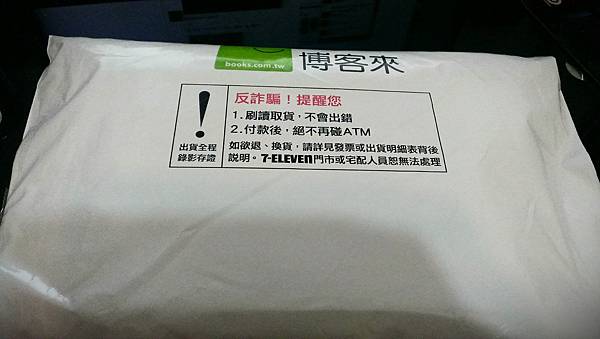 books.com.tw
博客來
!
出貨全程
錄影存證
反詐騙!提醒您
1.刷讀取貨,不會出錯
2.付款後,絕不再碰ATM
如欲退、換貨,請詳見發票或出貨明細表背後
說明。7-ELEVEN門市或宅配人員恕無法處理